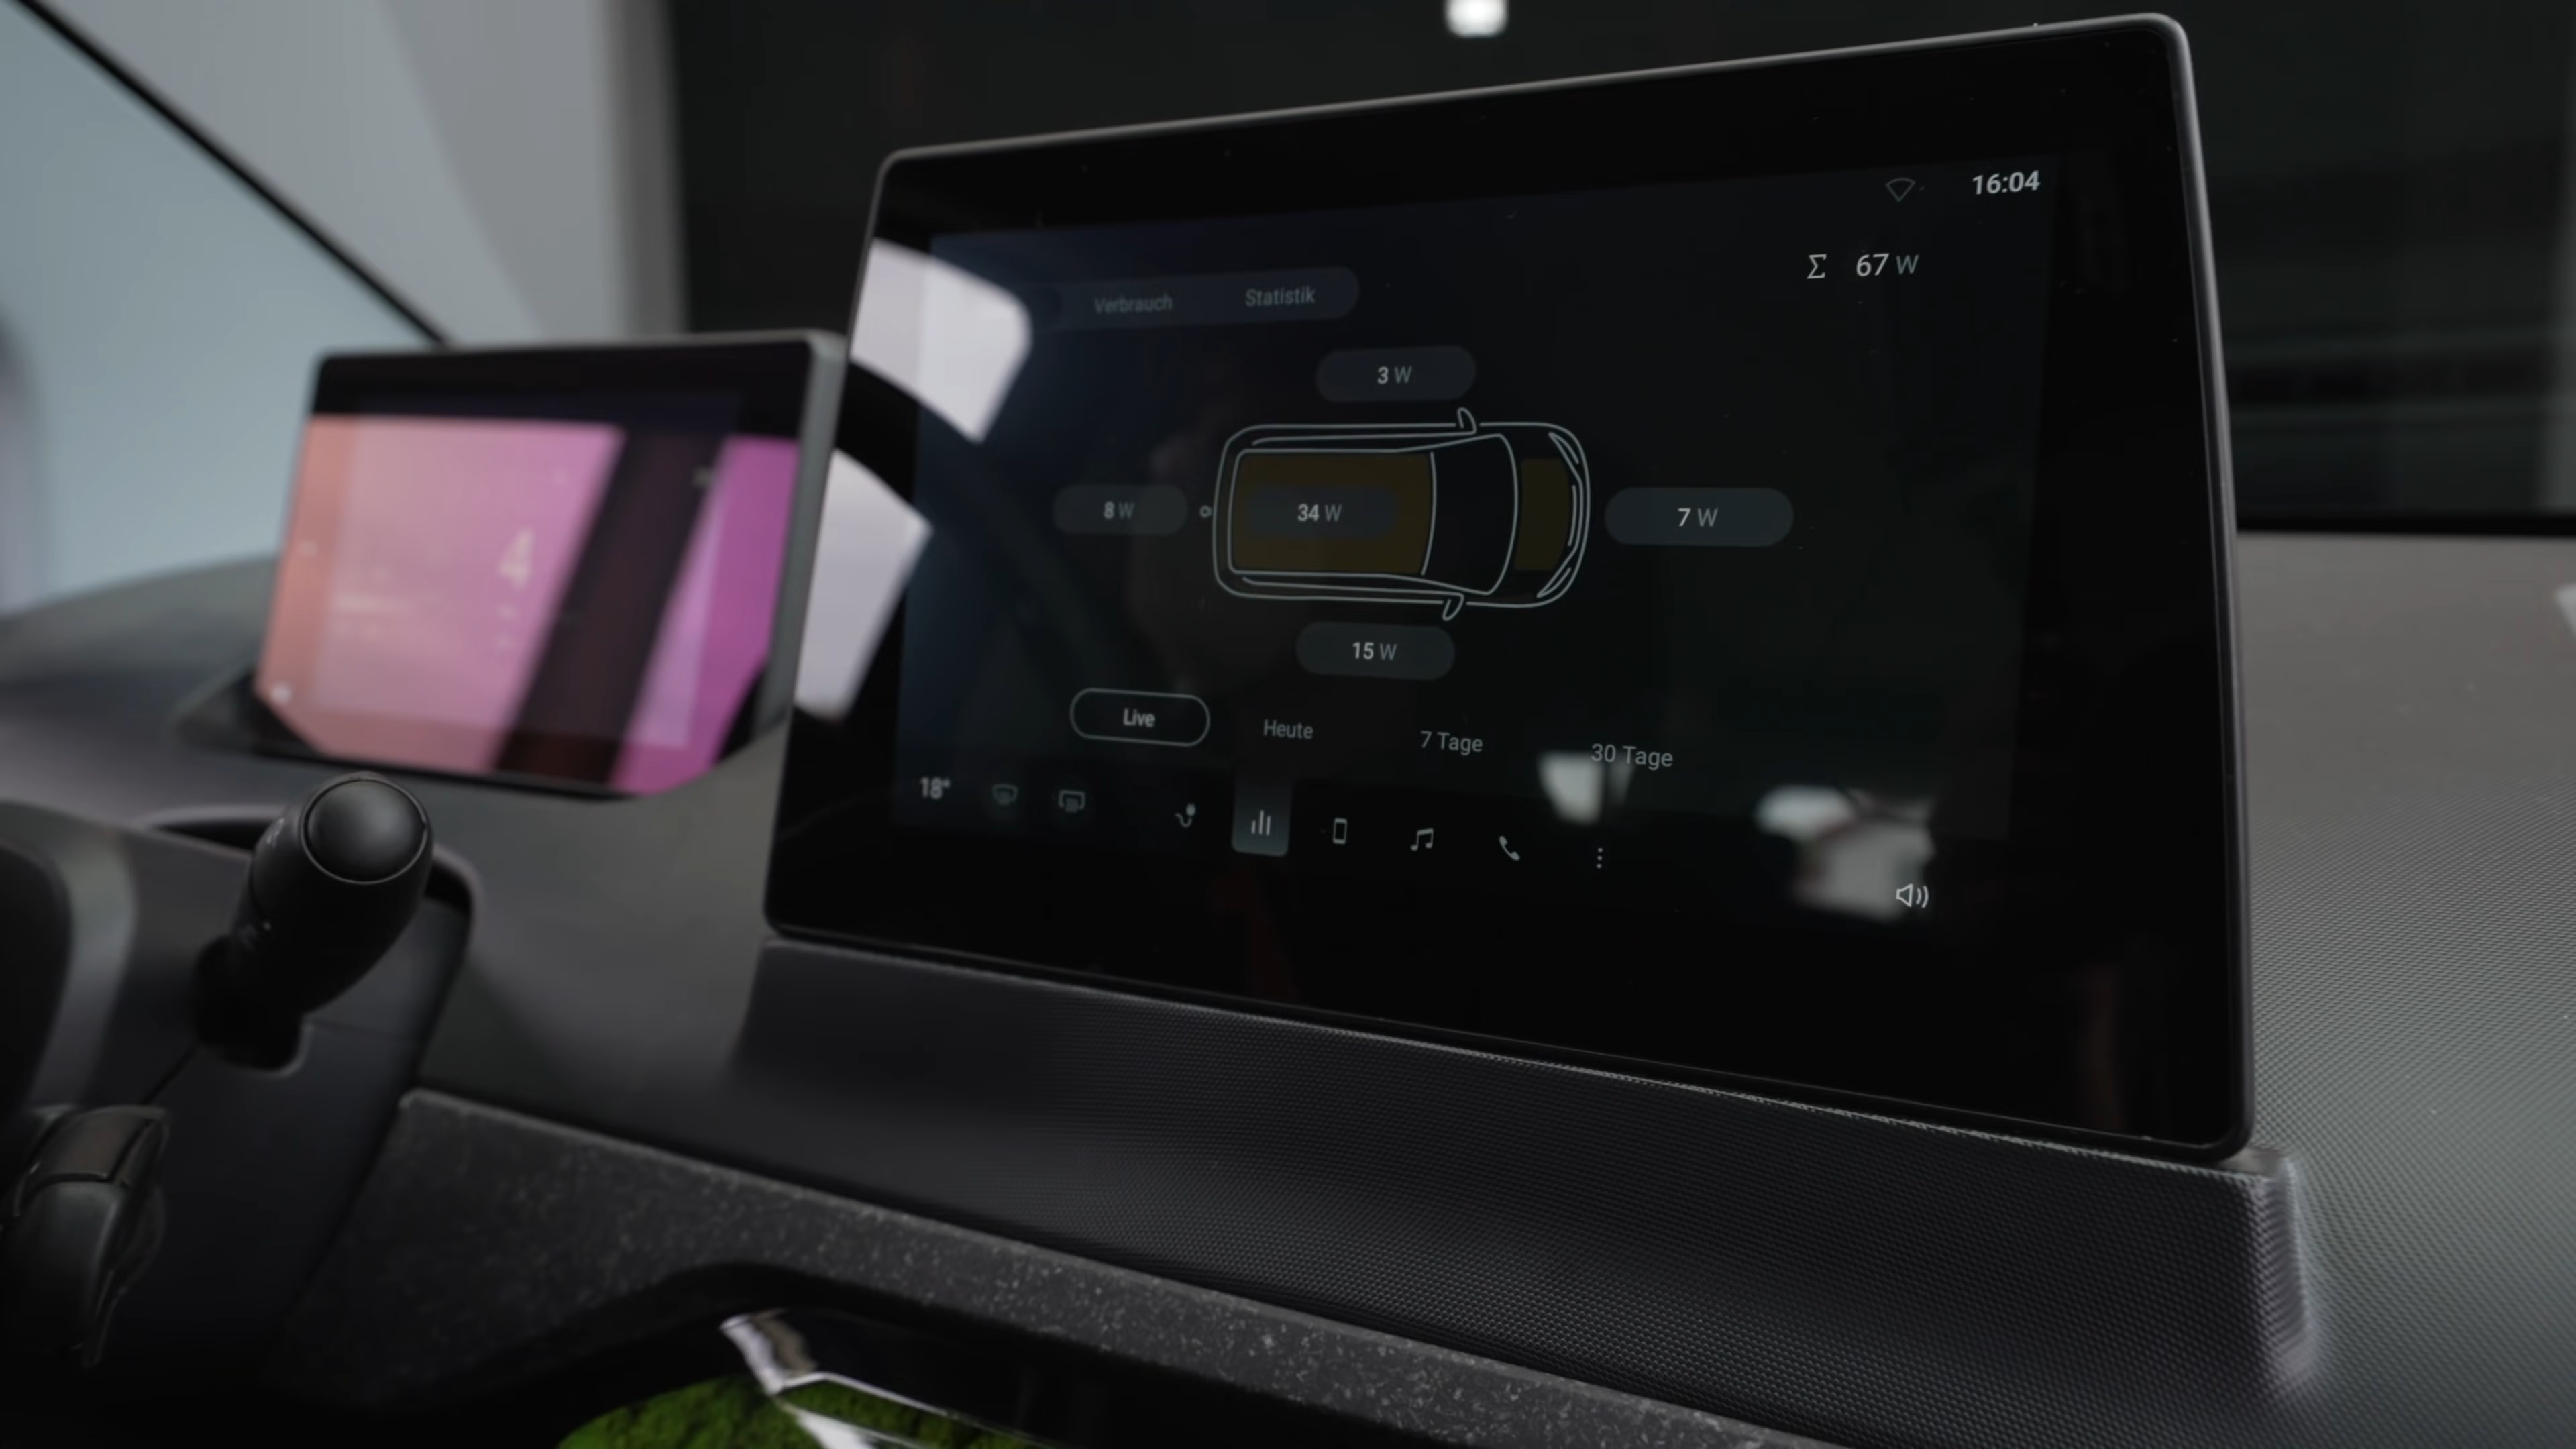 16:04
Σ 67 W
Verbrauch Statistik
3 W
8 W 34 W 7 W
15 W
Live Heute 7 Tage 30 Tage
18°